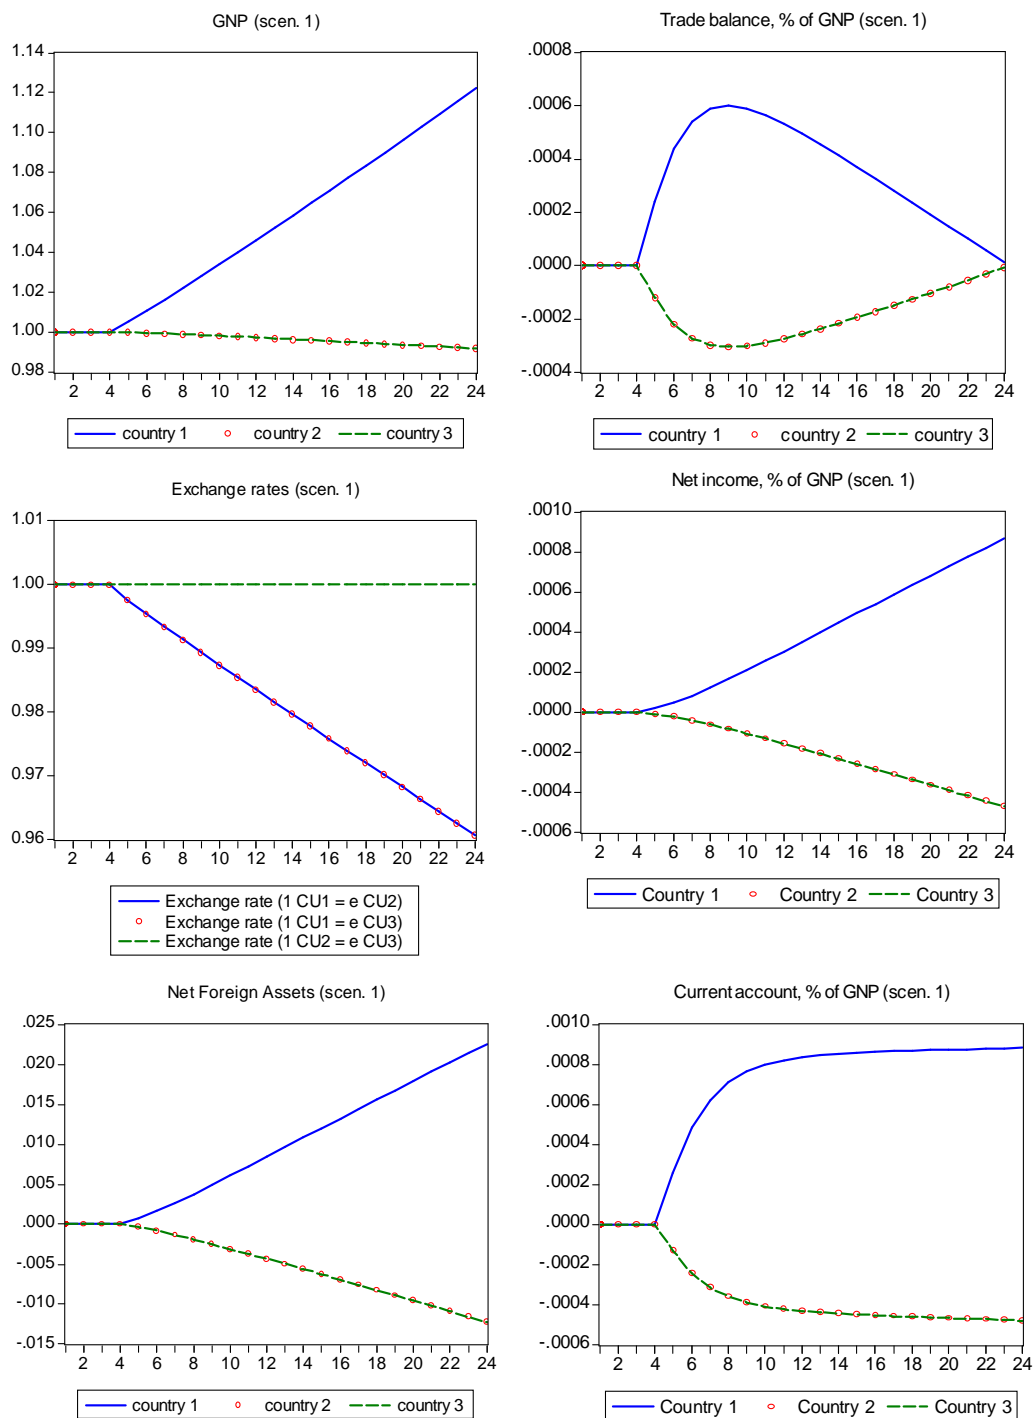 GNP (scen. 1)
1.14
1.12
1.10
1.08
1.06
1.04
1.02
1.00
0.98
2 4 6 8 10 12 14 16 18 20 22 24
country 1 country 2 country 3
Trade balance, % of GNP (scen. 1)
.0008
.0006
.0004
.0002
.0000
-.0002
-.0004
2 4 6 8 10 12 14 16 18 20 22 24
country 1 country 2 country 3
Exchange rates (scen. 1)
1.01
1.00
0.99
0.98
0.97
0.96
2 4 6 8 10 12 14 16 18 20 22 24
Exchange rate (1 CU1 = e CU2)
Exchange rate (1 CU1 = e CU3)
Exchange rate (1 CU2 = e CU3)
Net income, % of GNP (scen. 1)
.0010
.0008
.0006
.0004
.0002
.0000
-.0002
-.0004
-.0006
2 4 6 8 10 12 14 16 18 20 22 24
Country 1 Country 2 Country 3
Net Foreign Assets (scen. 1)
.025
.020
.015
.010
.005
.000
-.005
-.010
-.015
2 4 6 8 10 12 14 16 18 20 22 24
country 1 country 2 country 3
Current account, % of GNP (scen. 1)
.0010
.0008
.0006
.0004
.0002
.0000
-.0002
-.0004
-.0006
2 4 6 8 10 12 14 16 18 20 22 24
Country 1 Country 2 Country 3